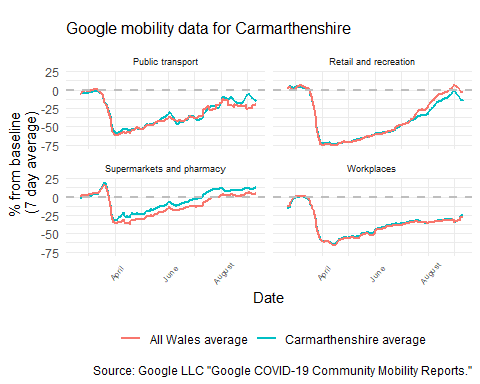 Google mobility data for Carmarthenshire
Public transport
Retail and recreation
25
0
-25
-50
-75
Supermarkets and pharmacy
Workplaces
25
0
-25
-50
-75
% from baseline
(7 day average)
April
June
August
April
June
August
Date
All Wales average
Carmarthenshire average
Source: Google LLC "Google COVID-19 Community Mobility Reports."